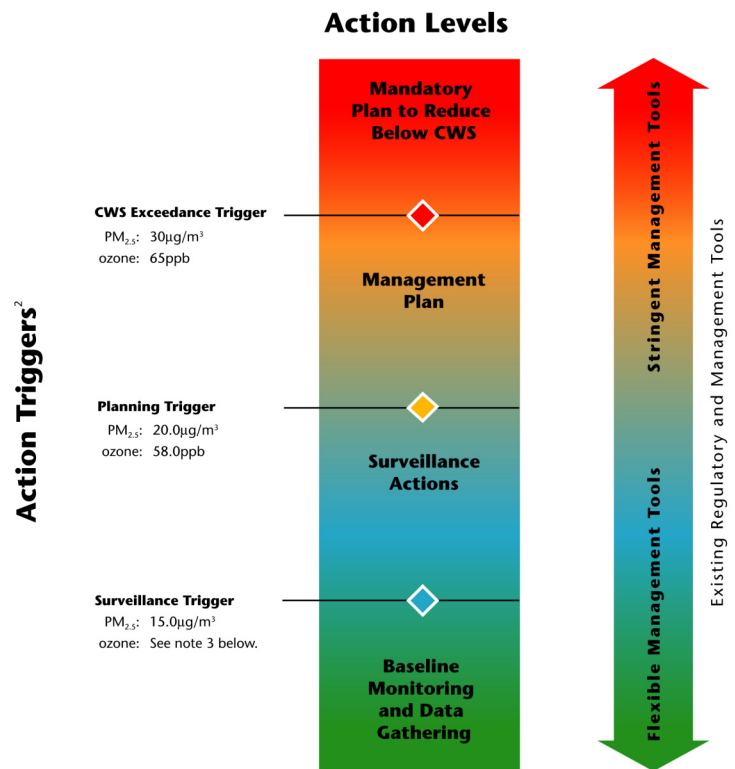 Action Levels
Mandatory
Plan to Reduce
Below CWS
CWS Exceedance Trigger
PM2.5: 30µg/m³
ozone: 65ppb
Management
Plan
Planning Trigger
PM2.5: 20.0µg/m³
ozone: 58.0ppb
Surveillance
Actions
Surveillance Trigger
PM2.5: 15.0µg/m³
ozone: See note 3 below.
Baseline
Monitoring
and Data
Gathering
Action Triggers²
Stringent Management Tools
Flexible Management Tools
Existing Regulatory and Management Tools